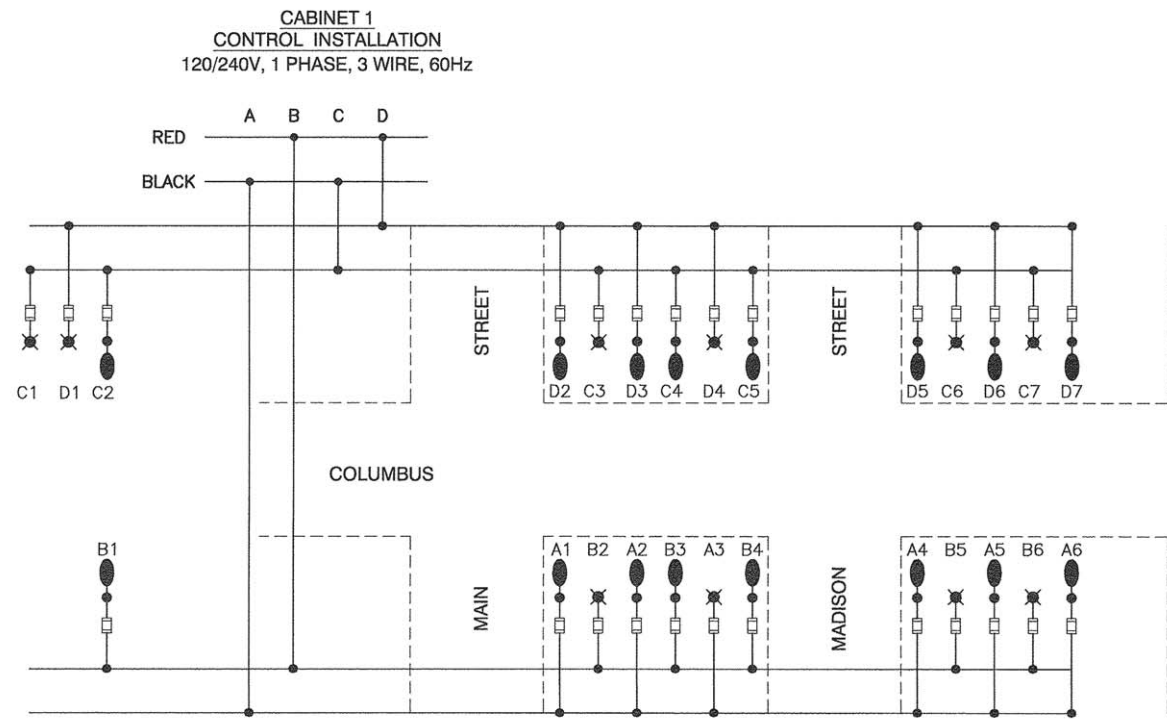 CABINET 1
CONTROL INSTALLATION
120/240V, 1 PHASE, 3 WIRE, 60Hz
A B C D
RED
BLACK
STREET
STREET
C1 D1 C2
D2 C3 D3 C4 D4 C5
D5 C6 D6 C7 D7
COLUMBUS
B1
A1 B2 A2 B3 A3 B4
A4 B5 A5 B6 A6
MAIN
MADISON